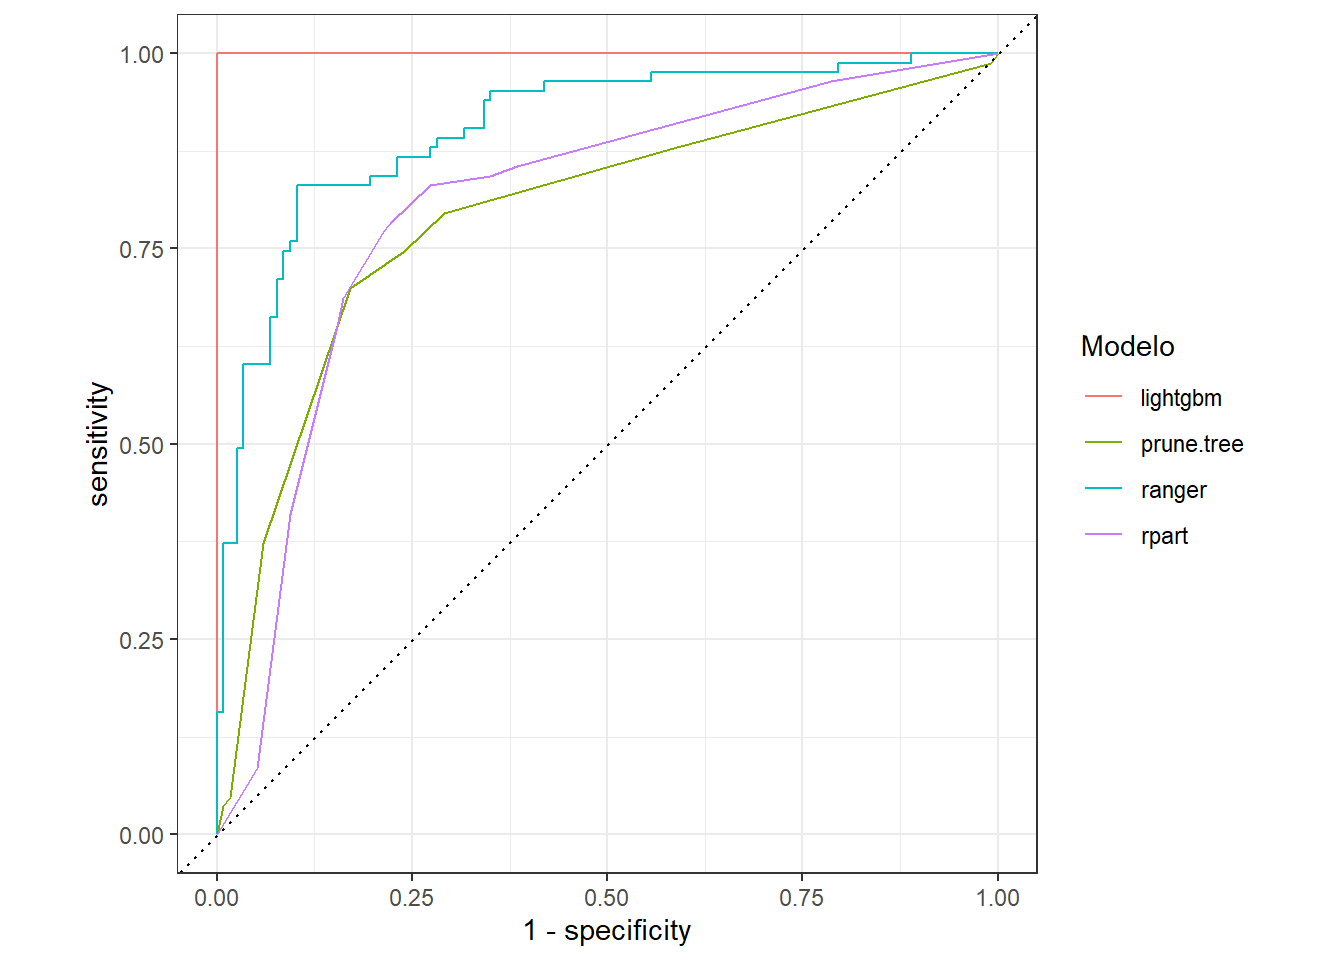 1.00
0.75
0.50
0.25
0.00
sensitivity
0.00 0.25 0.50 0.75 1.00
1 - specificity
Modelo
lightgbm
prune.tree
ranger
rpart